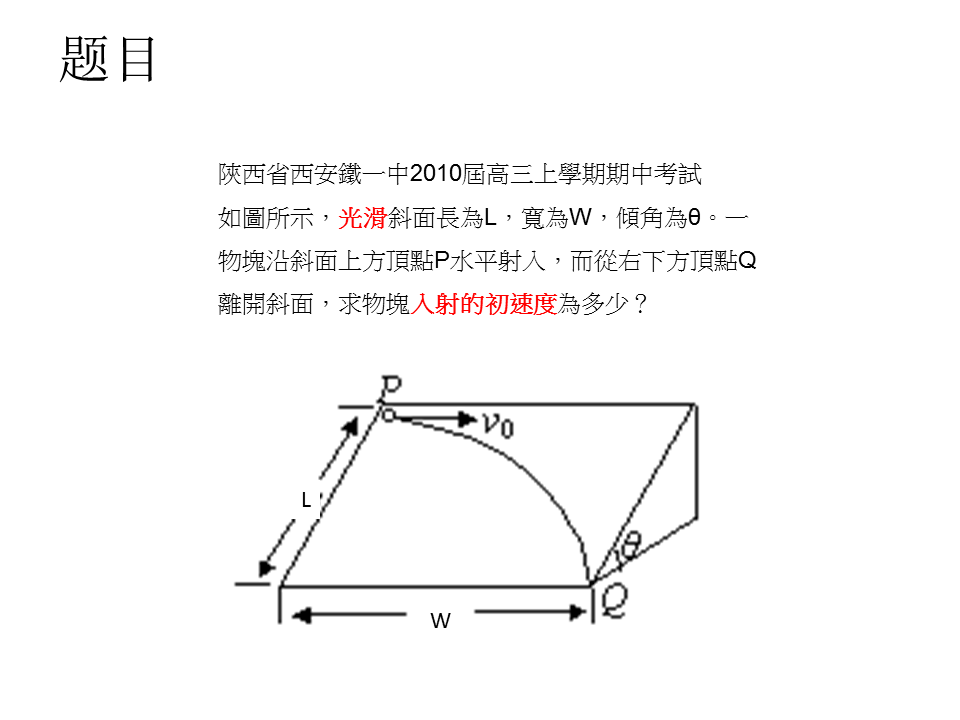 题目
陝西省西安鐵一中2010屆高三上學期期中考試
如圖所示，光滑斜面長為L，寬為W，傾角為θ。一
物塊沿斜面上方頂點P水平射入，而從右下方頂點Q
離開斜面，求物塊入射的初速度為多少？
P
v₀
L
θ
Q
W